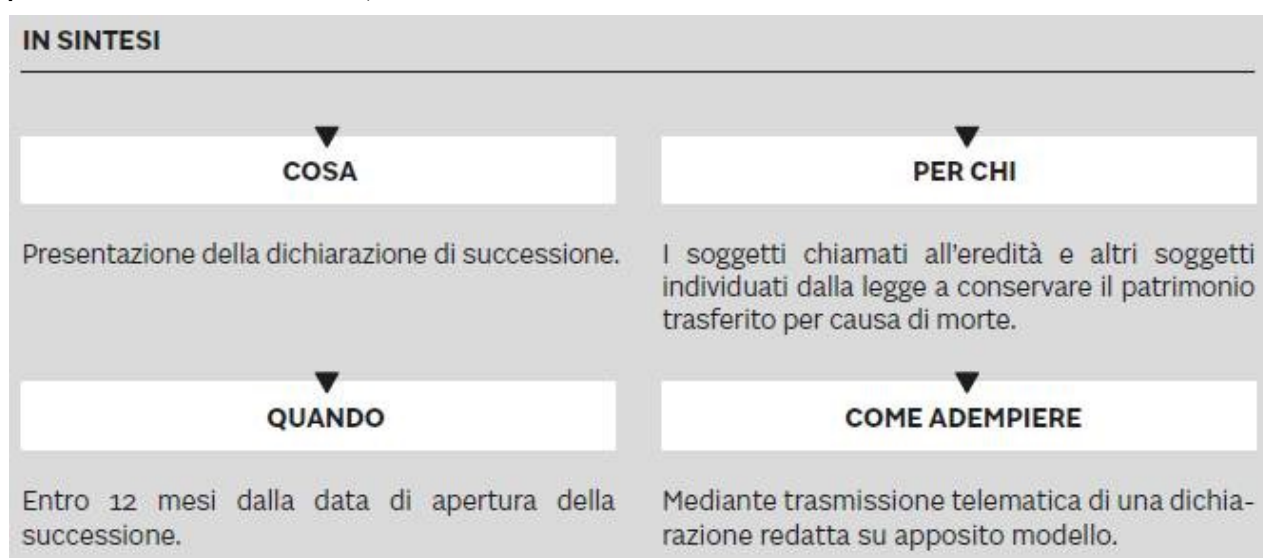 IN SINTESI
COSA
Presentazione della dichiarazione di successione.
PER CHI
I soggetti chiamati all'eredità e altri soggetti
individuati dalla legge a conservare il patrimonio
trasferito per causa di morte.
QUANDO
Entro 12 mesi dalla data di apertura della
successione.
COME ADEMPIERE
Mediante trasmissione telematica di una dichia-
razione redatta su apposito modello.